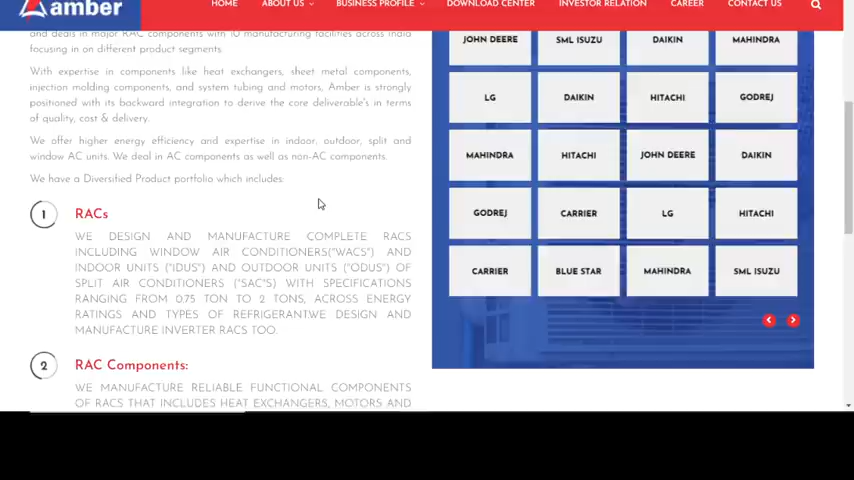 amber
HOME ABOUT US BUSINESS PROFILE DOWNLOAD CENTER INVESTOR RELATION CAREER CONTACT US
and deals in major RAC components with 10 manufacturing facilities across India
focusing in on different product segments.
With expertise in components like heat exchangers, sheet metal components,
injection molding components, and system tubing and motors, Amber is strongly
positioned with its backward integration to derive the core deliverable's in terms
of quality, cost & delivery.
We offer higher energy efficiency and expertise in indoor, outdoor, split and
window AC units. We deal in AC components as well as non-AC components.
We have a Diversified Product portfolio which includes:
1 RACs
WE DESIGN AND MANUFACTURE COMPLETE RACS
INCLUDING WINDOW AIR CONDITIONERS("WACS") AND
INDOOR UNITS ("IDUS") AND OUTDOOR UNITS ("ODUS") OF
SPLIT AIR CONDITIONERS ("SAC"S) WITH SPECIFICATIONS
RANGING FROM 0.75 TON TO 2 TONS, ACROSS ENERGY
RATINGS AND TYPES OF REFRIGERANT.WE DESIGN AND
MANUFACTURE INVERTER RACS TOO.
2 RAC Components:
WE MANUFACTURE RELIABLE FUNCTIONAL COMPONENTS
OF RACS THAT INCLUDES HEAT EXCHANGERS, MOTORS AND
JOHN DEERE SML ISUZU DAIKIN MAHINDRA
LG DAIKIN HITACHI GODREJ
MAHINDRA HITACHI JOHN DEERE DAIKIN
GODREJ CARRIER LG HITACHI
CARRIER BLUE STAR MAHINDRA SML ISUZU